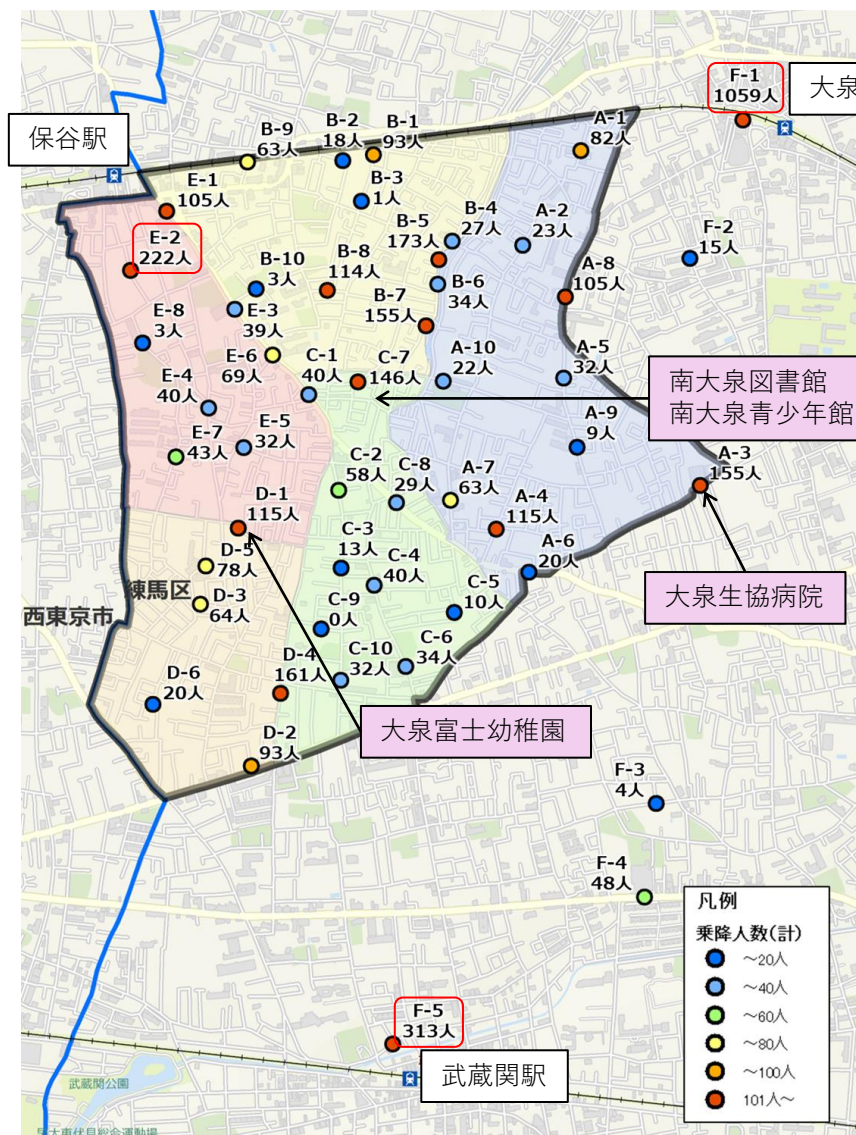 F-1
1059人
大泉
保谷駅
B-9
63人
B-2
18人
B-1
93人
A-1
82人
E-1
105人
B-3
1人
E-2
222人
B-5
173人
B-4
27人
A-2
23人
F-2
15人
B-10
3人
B-8
114人
B-6
34人
A-8
105人
E-8
3人
E-3
39人
B-7
155人
E-6
69人
C-1
40人
C-7
146人
A-10
22人
A-5
32人
南大泉図書館
南大泉青少年館
E-4
40人
E-7
43人
E-5
32人
A-9
9人
C-2
58人
C-8
29人
A-7
63人
A-3
155人
D-1
115人
A-4
115人
C-3
13人
D-5
78人
C-4
40人
A-6
20人
練馬区
D-3
64人
西東京市
大泉生協病院
C-9
0人
C-5
10人
C-10
32人
C-6
34人
D-4
161人
D-6
20人
大泉富士幼稚園
D-2
93人
F-3
4人
F-4
48人
凡例
乗降人数(計)
～20人
～40人
～60人
～80人
～100人
101人～
F-5
313人
武蔵関駅
武蔵関公園
早大東伏見総合運動場